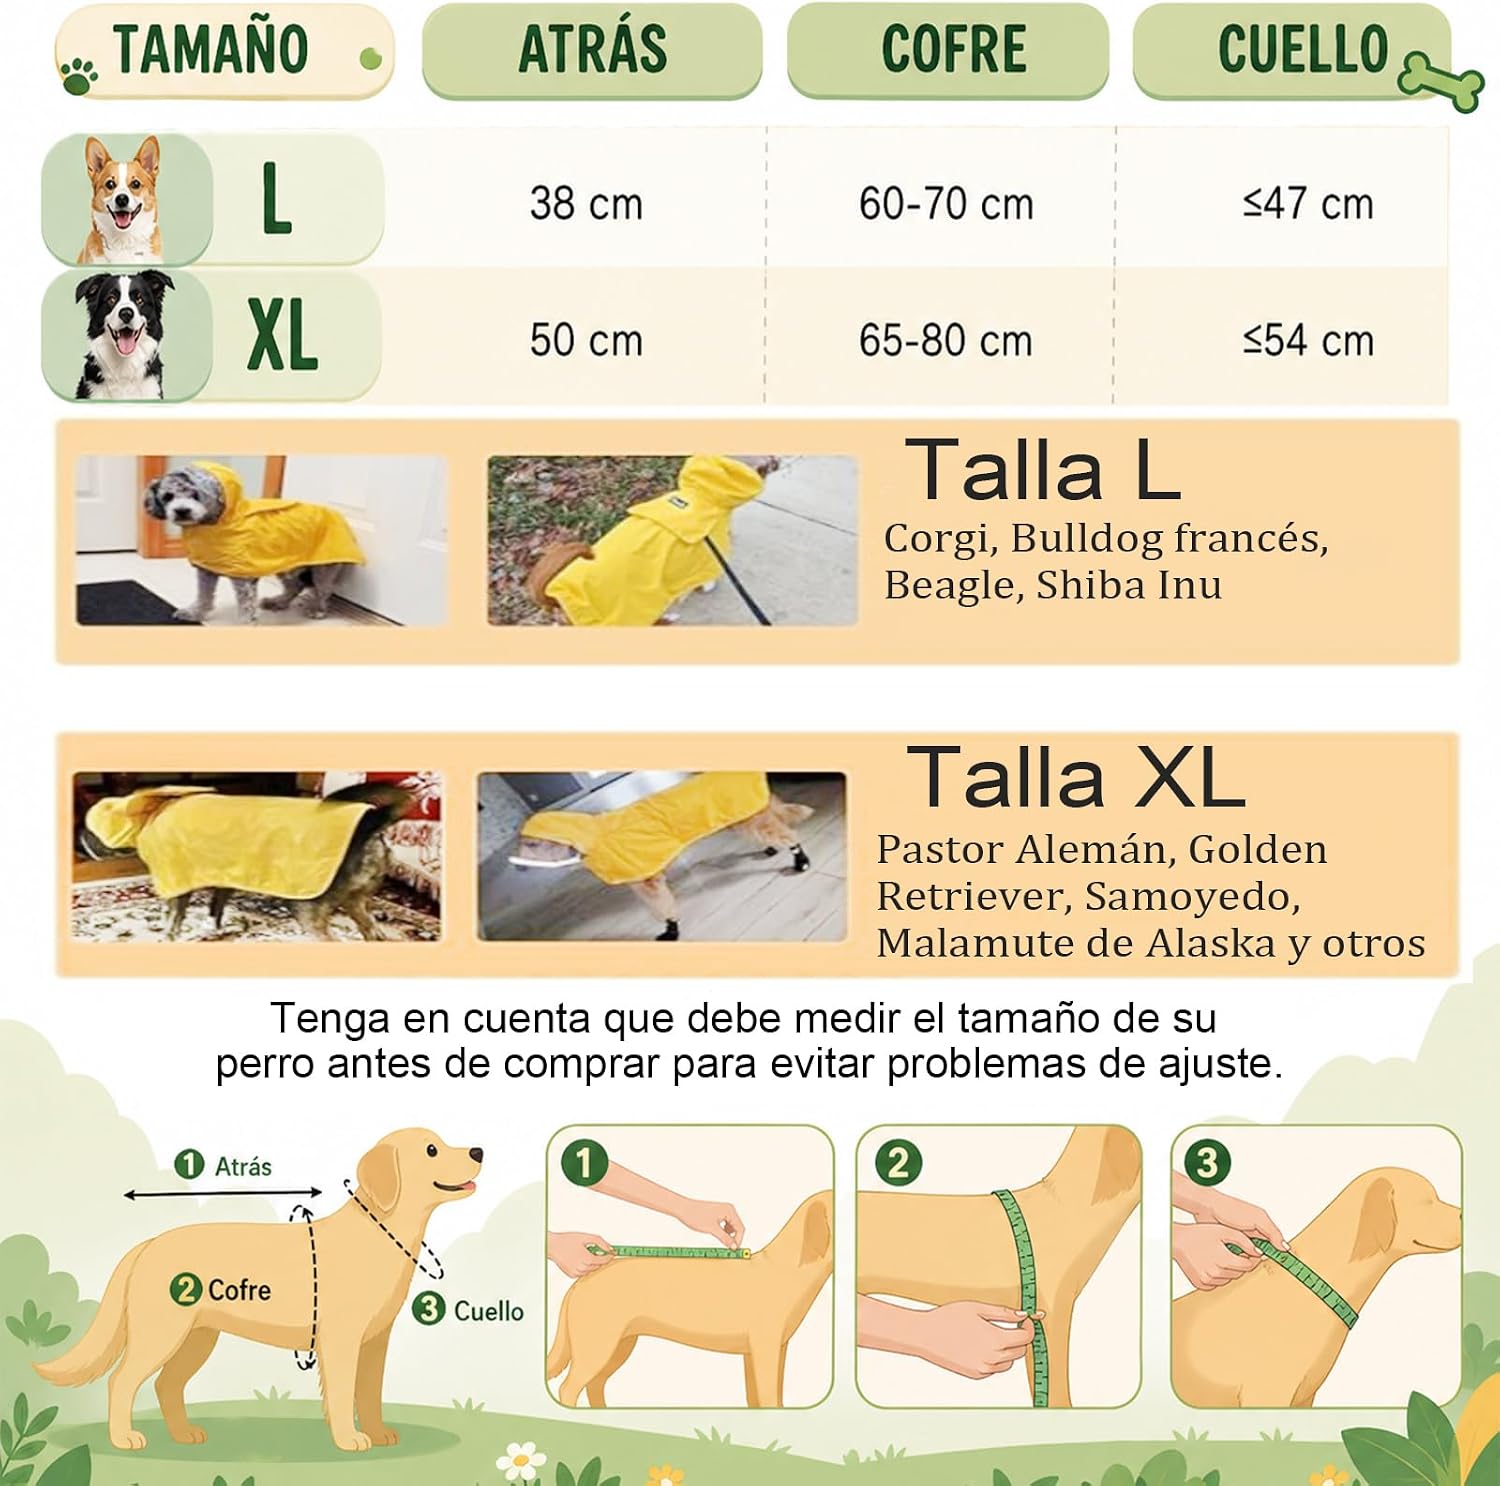 TAMAÑO ATRÁS COFRE CUELLO
L 38 cm 60-70 cm ≤47 cm
XL 50 cm 65-80 cm ≤54 cm
Talla L
Corgi, Bulldog francés,
Beagle, Shiba Inu
Talla XL
Pastor Alemán, Golden
Retriever, Samoyedo,
Malamute de Alaska y otros
Tenga en cuenta que debe medir el tamaño de su
perro antes de comprar para evitar problemas de ajuste.
1 Atrás
2 Cofre
3 Cuello
1
2
3